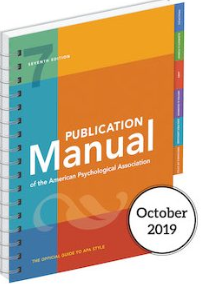 7
SEVENTH EDITION
PUBLICATION
Manual
of the American Psychological Association
THE OFFICIAL GUIDE TO APA STYLE
October
2019